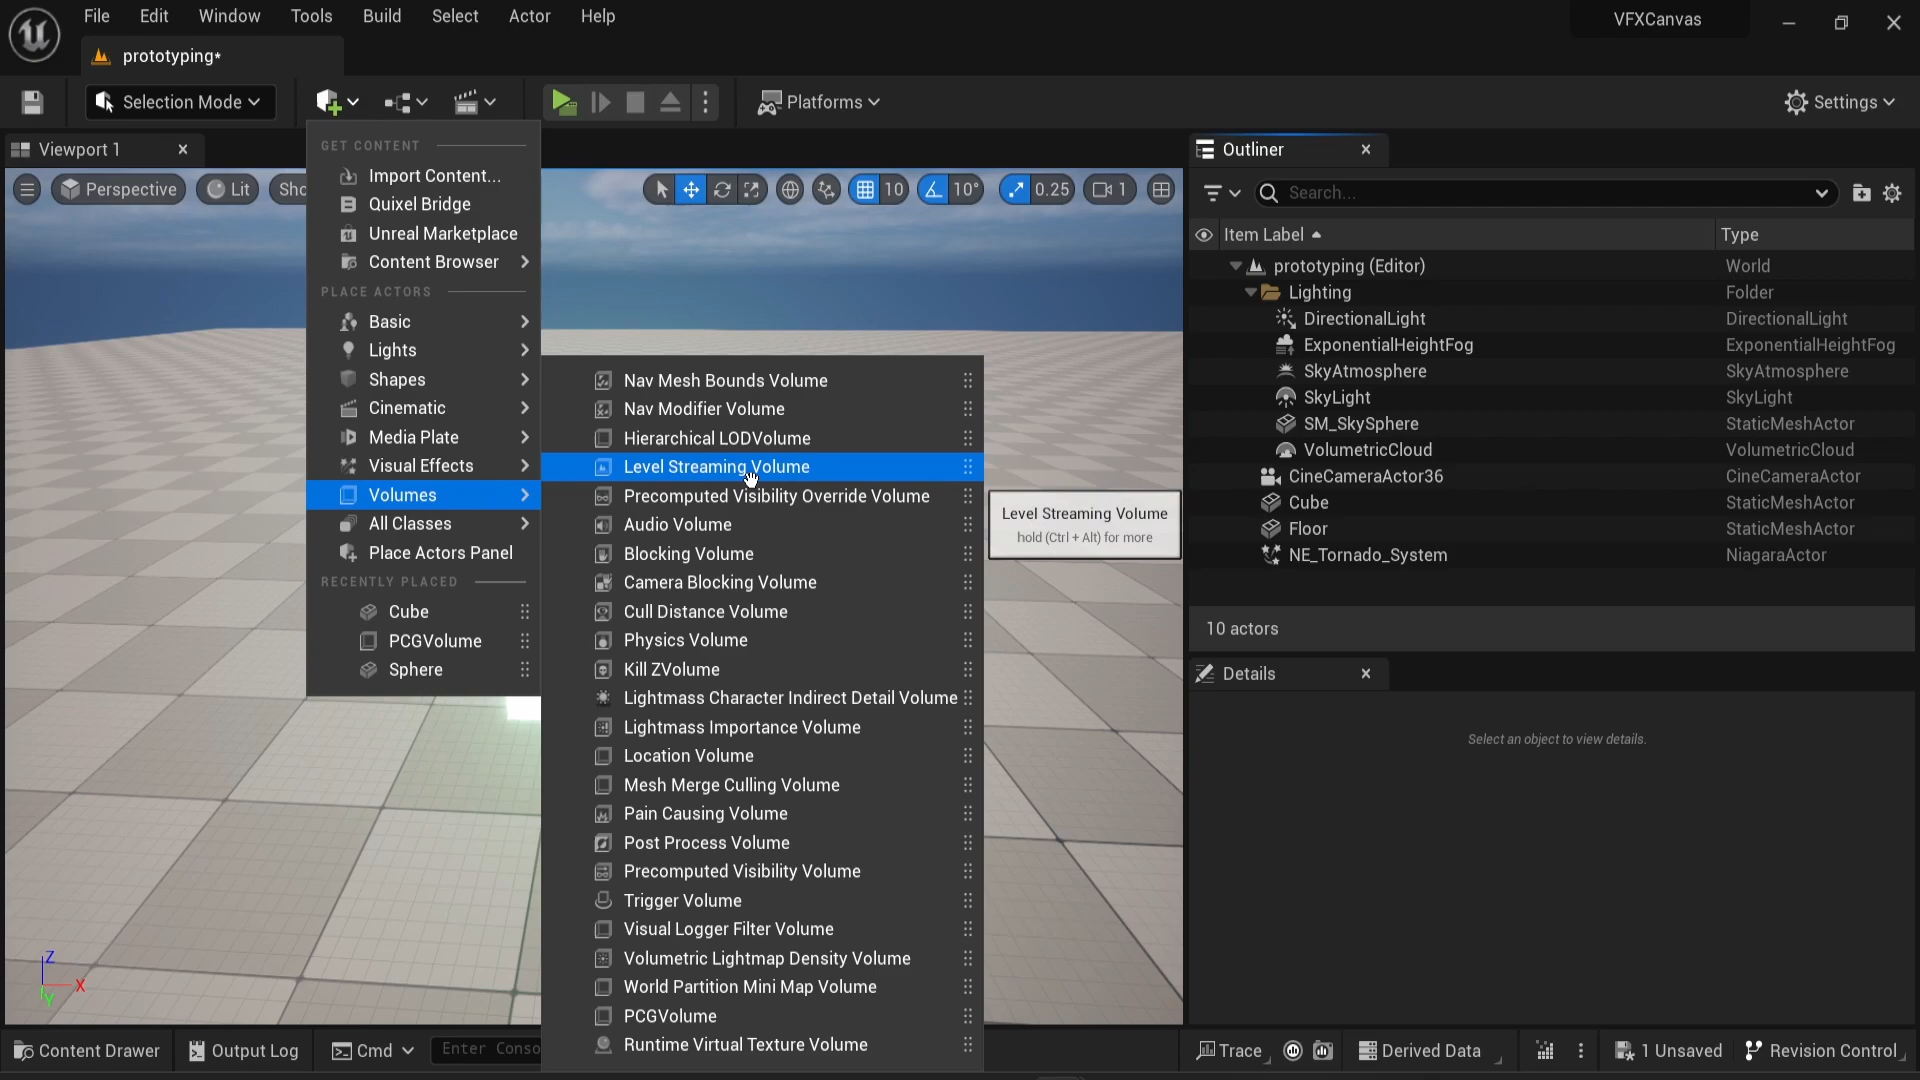 File Edit Window Tools Build Select Actor Help
VFXCanvas
prototyping*
Selection Mode
Platforms
Settings
Viewport 1
Perspective
Lit
Sho
10
10°
0.25
1
GET CONTENT
Import Content...
Quixel Bridge
Unreal Marketplace
Content Browser
PLACE ACTORS
Basic
Lights
Shapes
Cinematic
Media Plate
Visual Effects
Volumes
All Classes
Place Actors Panel
RECENTLY PLACED
Cube
PCGVolume
Sphere
Nav Mesh Bounds Volume
Nav Modifier Volume
Hierarchical LODVolume
Level Streaming Volume
Precomputed Visibility Override Volume
Audio Volume
Blocking Volume
Camera Blocking Volume
Cull Distance Volume
Physics Volume
Kill ZVolume
Lightmass Character Indirect Detail Volume
Lightmass Importance Volume
Location Volume
Mesh Merge Culling Volume
Pain Causing Volume
Post Process Volume
Precomputed Visibility Volume
Trigger Volume
Visual Logger Filter Volume
Volumetric Lightmap Density Volume
World Partition Mini Map Volume
PCGVolume
Runtime Virtual Texture Volume
Level Streaming Volume
hold (Ctrl + Alt) for more
Z
X
Y
Outliner
Search...
Item Label Type
prototyping (Editor) World
Lighting Folder
DirectionalLight DirectionalLight
ExponentialHeightFog ExponentialHeightFog
SkyAtmosphere SkyAtmosphere
SkyLight SkyLight
SM_SkySphere StaticMeshActor
VolumetricCloud VolumetricCloud
CineCameraActor36 CineCameraActor
Cube StaticMeshActor
Floor StaticMeshActor
NE_Tornado_System NiagaraActor
10 actors
Details
Select an object to view details.
Content Drawer
Output Log
Cmd
Enter Conso
Trace
Derived Data
1 Unsaved
Revision Control